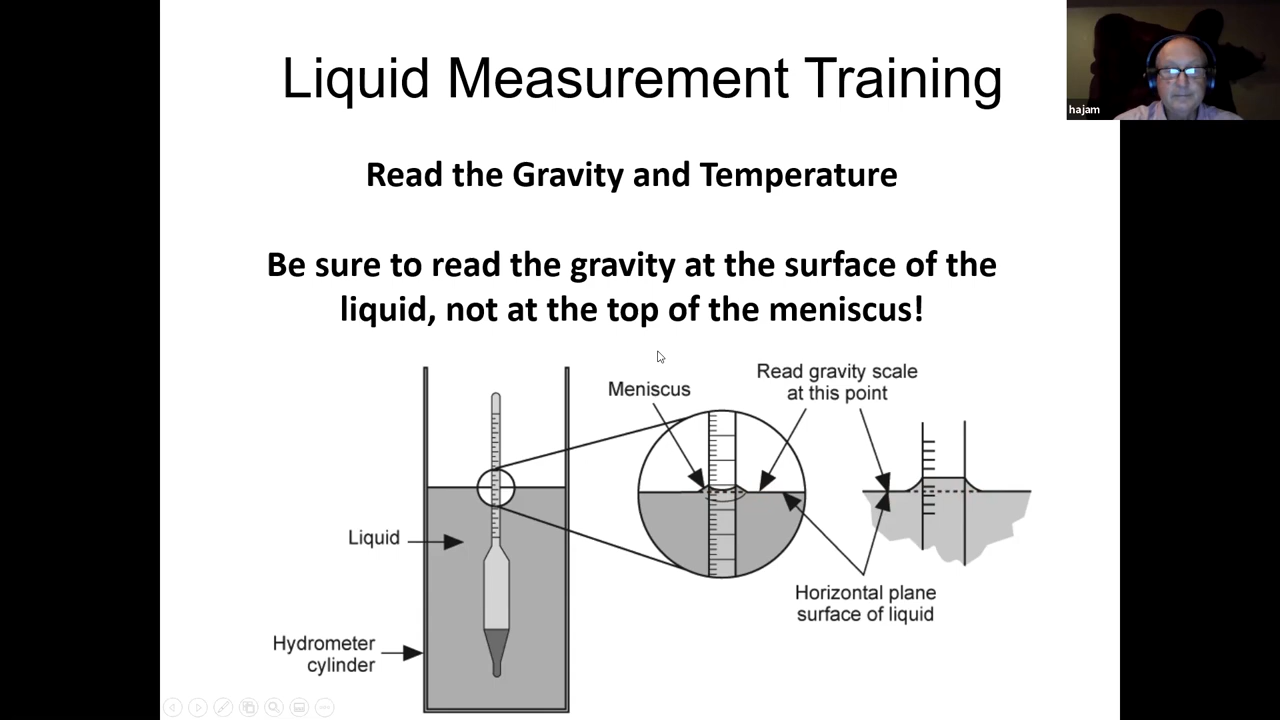 Liquid Measurement Training
hajam
Read the Gravity and Temperature
Be sure to read the gravity at the surface of the
liquid, not at the top of the meniscus!
Meniscus
Read gravity scale
at this point
Liquid
Horizontal plane
surface of liquid
Hydrometer
cylinder